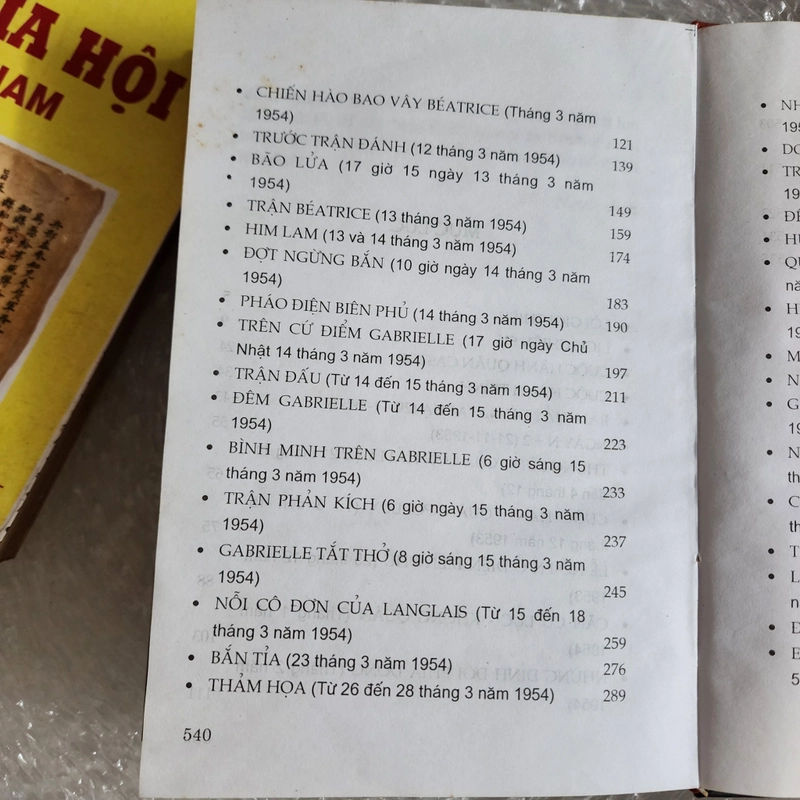 IA HỘI
NAM
• CHIẾN HÀO BAO VÂY BÉATRICE (Tháng 3 năm
1954) 121
• TRƯỚC TRẬN ĐÁNH (12 tháng 3 năm 1954) 139
• BÃO LỬA (17 giờ 15 ngày 13 tháng 3 năm
1954) 149
• TRẬN BÉATRICE (13 tháng 3 năm 1954) 159
• HIM LAM (13 và 14 tháng 3 năm 1954) 174
• ĐỢT NGỪNG BẮN (10 giờ ngày 14 tháng 3 năm
1954) 183
• PHÁO ĐIỆN BIÊN PHỦ (14 tháng 3 năm 1954) 190
• TRÊN CỨ ĐIỂM GABRIELLE (17 giờ ngày Chủ
Nhật 14 tháng 3 năm 1954) 197
• TRẬN ĐẤU (Từ 14 đến 15 tháng 3 năm 1954) 211
• ĐÊM GABRIELLE (Từ 14 đến 15 tháng 3 năm
1954) 223
• BÌNH MINH TRÊN GABRIELLE (6 giờ sáng 15
tháng 3 năm 1954) 233
• TRẬN PHẢN KÍCH (6 giờ ngày 15 tháng 3 năm
1954) 237
• GABRIELLE TẮT THỞ (8 giờ sáng 15 tháng 3 năm
1954) 245
• NỖI CÔ ĐƠN CỦA LANGLAIS (Từ 15 đến 18
tháng 3 năm 1954) 259
• BẮN TỈA (23 tháng 3 năm 1954) 276
• THẢM HỌA (Từ 26 đến 28 tháng 3 năm 1954) 289
540